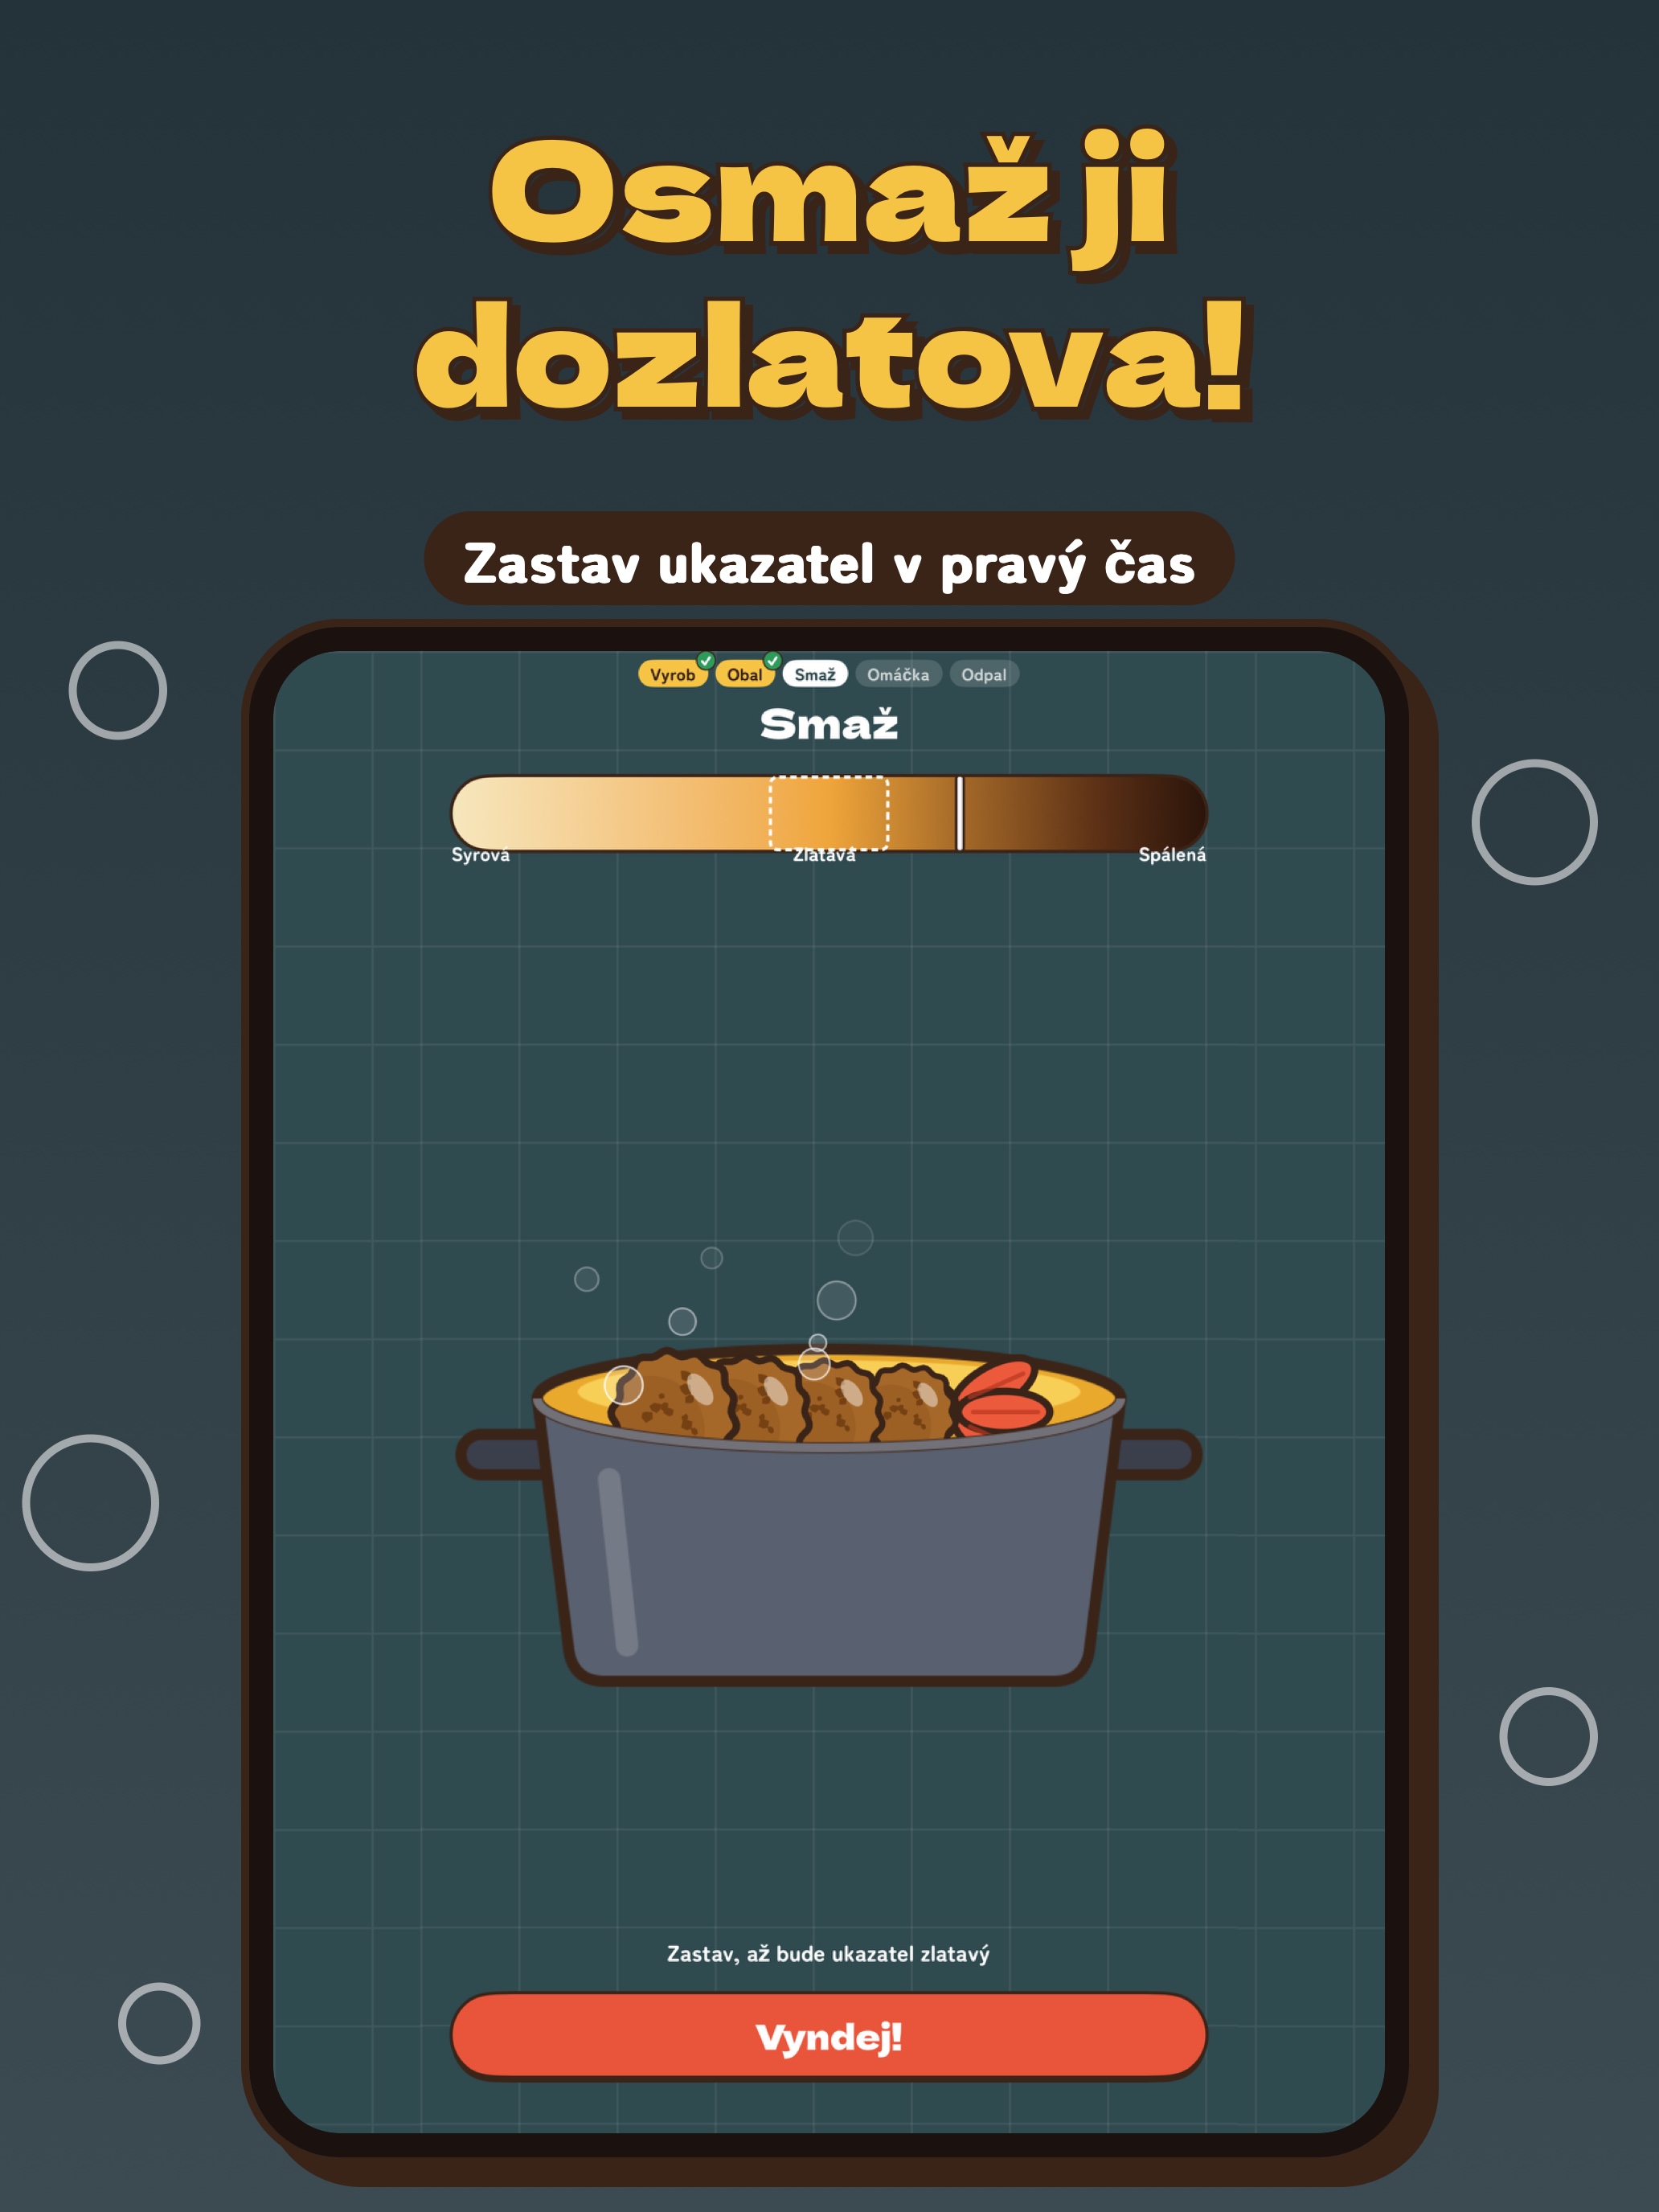 Osmaž ji
dozlatova!
Zastav ukazatel v pravý čas
Vyrob Obal Smaž Omáčka Odpal
Smaž
Syrová Zlatavá Spálená
Zastav, až bude ukazatel zlatavý
Vyndej!